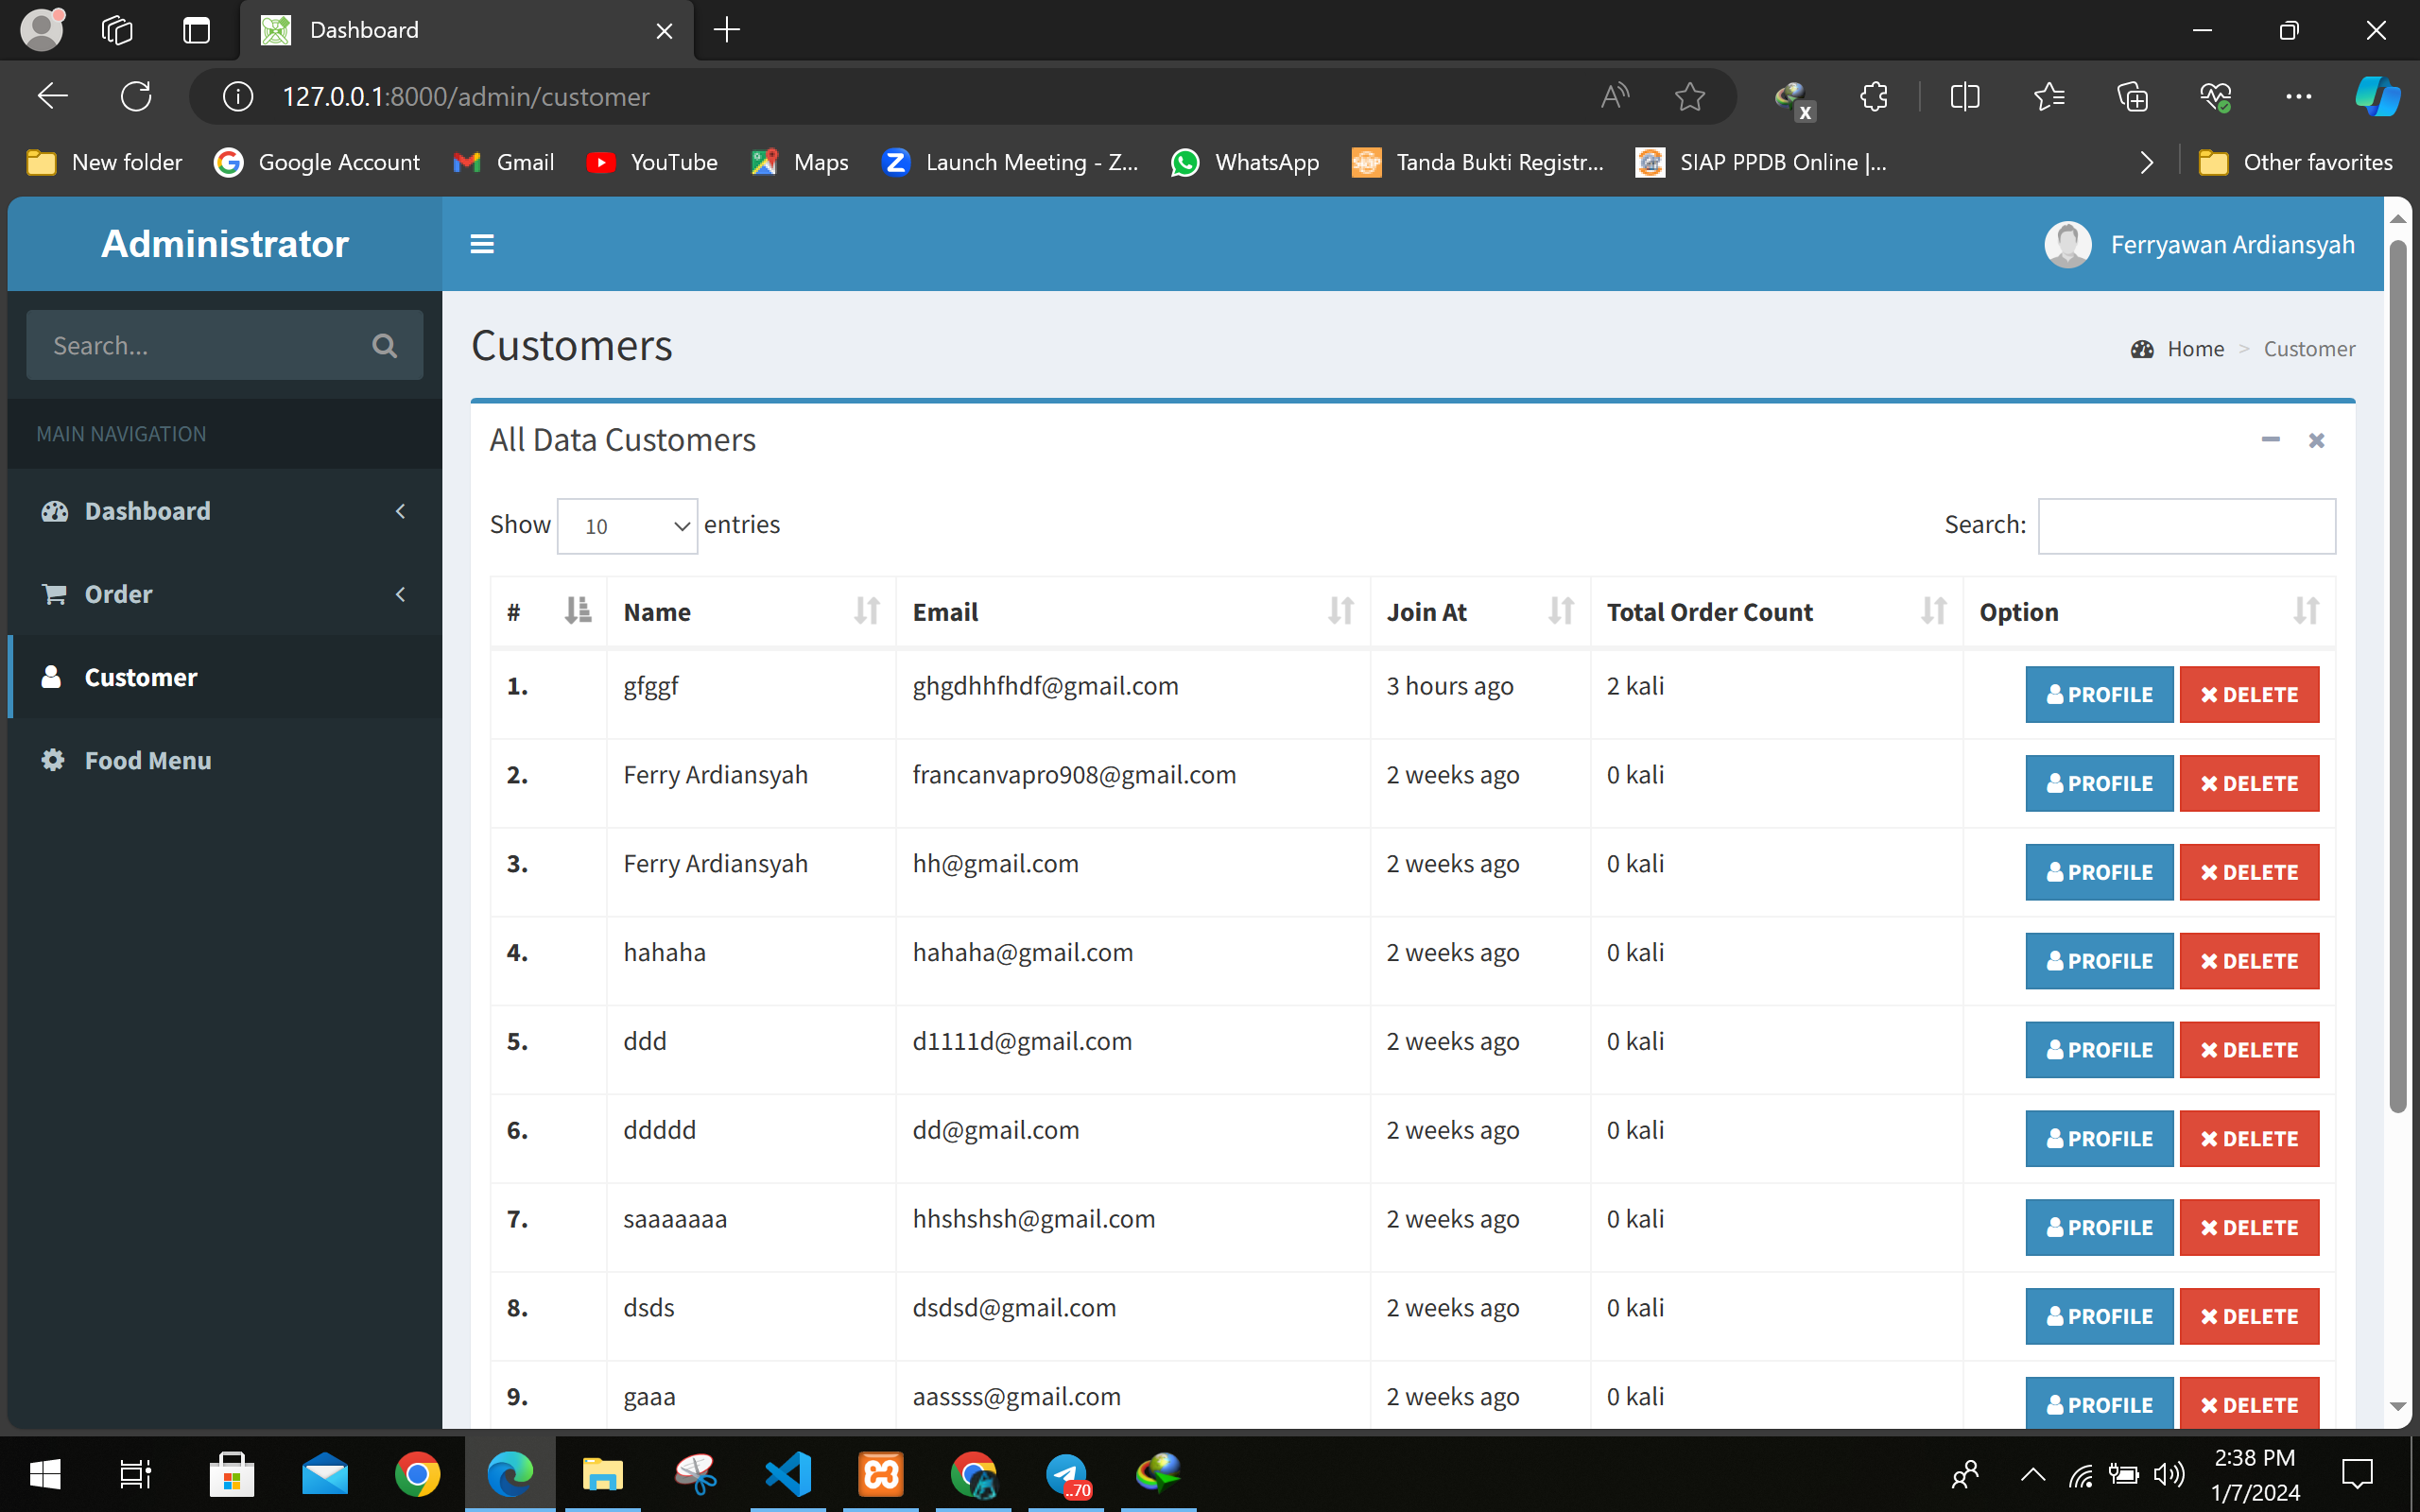 Dashboard
127.0.0.1:8000/admin/customer
New folder Google Account Gmail YouTube Maps Launch Meeting - Z... WhatsApp Tanda Bukti Registr... SIAP PPDB Online |... Other favorites
Administrator
Ferryawan Ardiansyah
Search...
Customers
Home > Customer
MAIN NAVIGATION
Dashboard
Order
Customer
Food Menu
All Data Customers
Show 10 entries
Search:
# Name Email Join At Total Order Count Option
1. gfggf ghgdhhfhdf@gmail.com 3 hours ago 2 kali PROFILE DELETE
2. Ferry Ardiansyah francanvapro908@gmail.com 2 weeks ago 0 kali PROFILE DELETE
3. Ferry Ardiansyah hh@gmail.com 2 weeks ago 0 kali PROFILE DELETE
4. hahaha hahaha@gmail.com 2 weeks ago 0 kali PROFILE DELETE
5. ddd d1111d@gmail.com 2 weeks ago 0 kali PROFILE DELETE
6. ddddd dd@gmail.com 2 weeks ago 0 kali PROFILE DELETE
7. saaaaaaa hhshshsh@gmail.com 2 weeks ago 0 kali PROFILE DELETE
8. dsds dsdsd@gmail.com 2 weeks ago 0 kali PROFILE DELETE
9. gaaa aassss@gmail.com 2 weeks ago 0 kali PROFILE DELETE
..70
2:38 PM
1/7/2024